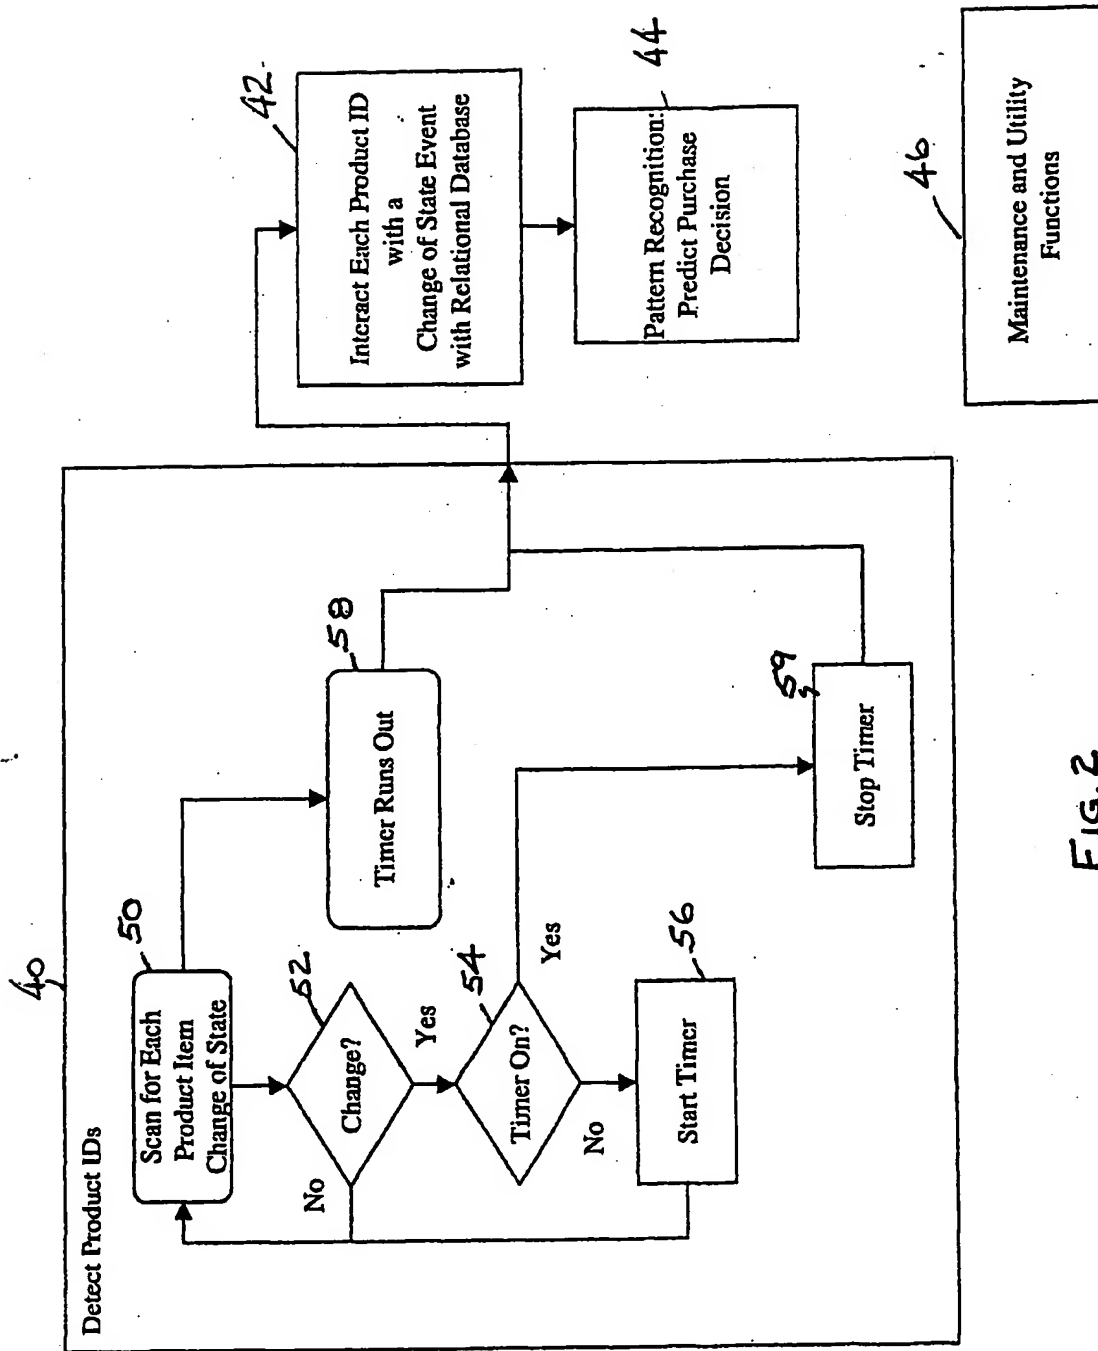 40
Detect Product IDs
50
Scan for Each
Product Item
Change of State
52
Change?
No
Yes
54
Timer On?
No
Yes
56
Start Timer
58
Timer Runs Out
59
Stop Timer
42
Interact Each Product ID
with a
Change of State Event
with Relational Database
44
Pattern Recognition:
Predict Purchase
Decision
46
Maintenance and Utility
Functions
FIG. 2